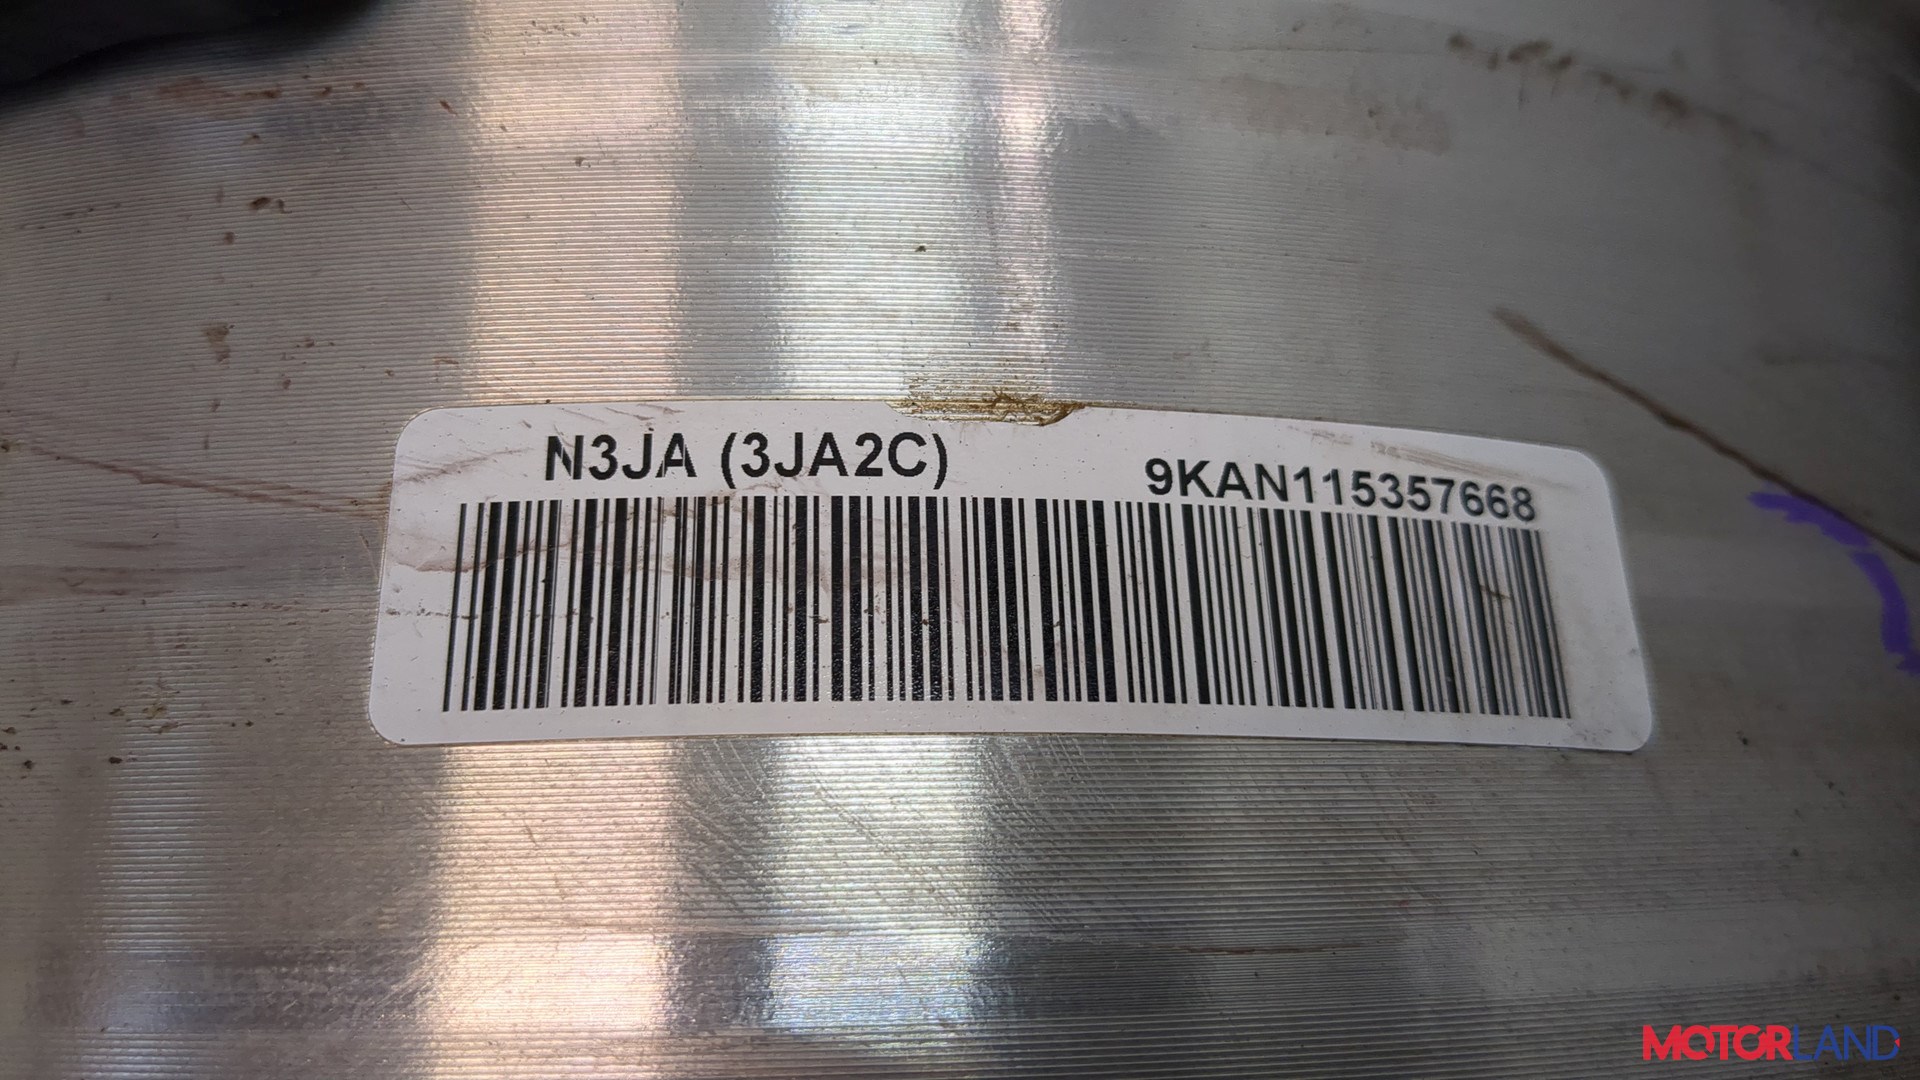 N3JA (3JA2C)
9KAN115357668
MOTORLAND